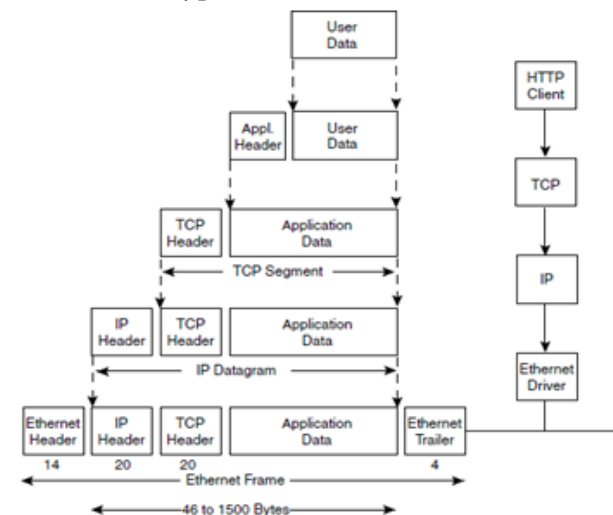 User
Data
HTTP
Client
Appl.
Header
User
Data
TCP
TCP
Header
Application
Data
TCP Segment
IP
IP
Header
TCP
Header
Application
Data
IP Datagram
Ethernet
Driver
Ethernet
Header
IP
Header
TCP
Header
Application
Data
Ethernet
Trailer
14
20
20
4
Ethernet Frame
46 to 1500 Bytes